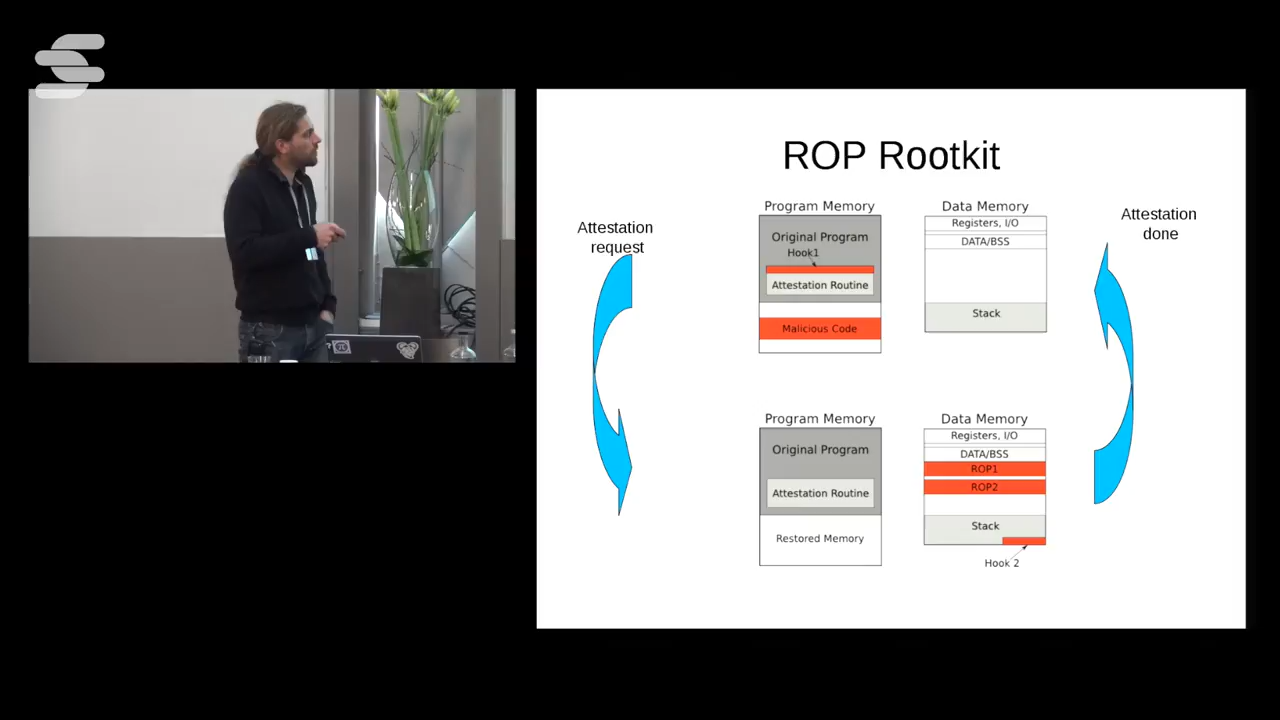 ROP Rootkit
Attestation
request
Attestation
done
Program Memory
Original Program
Hook1
Attestation Routine
Malicious Code
Data Memory
Registers, I/O
DATA/BSS
Stack
Program Memory
Original Program
Attestation Routine
Restored Memory
Data Memory
Registers, I/O
DATA/BSS
ROP1
ROP2
Stack
Hook 2